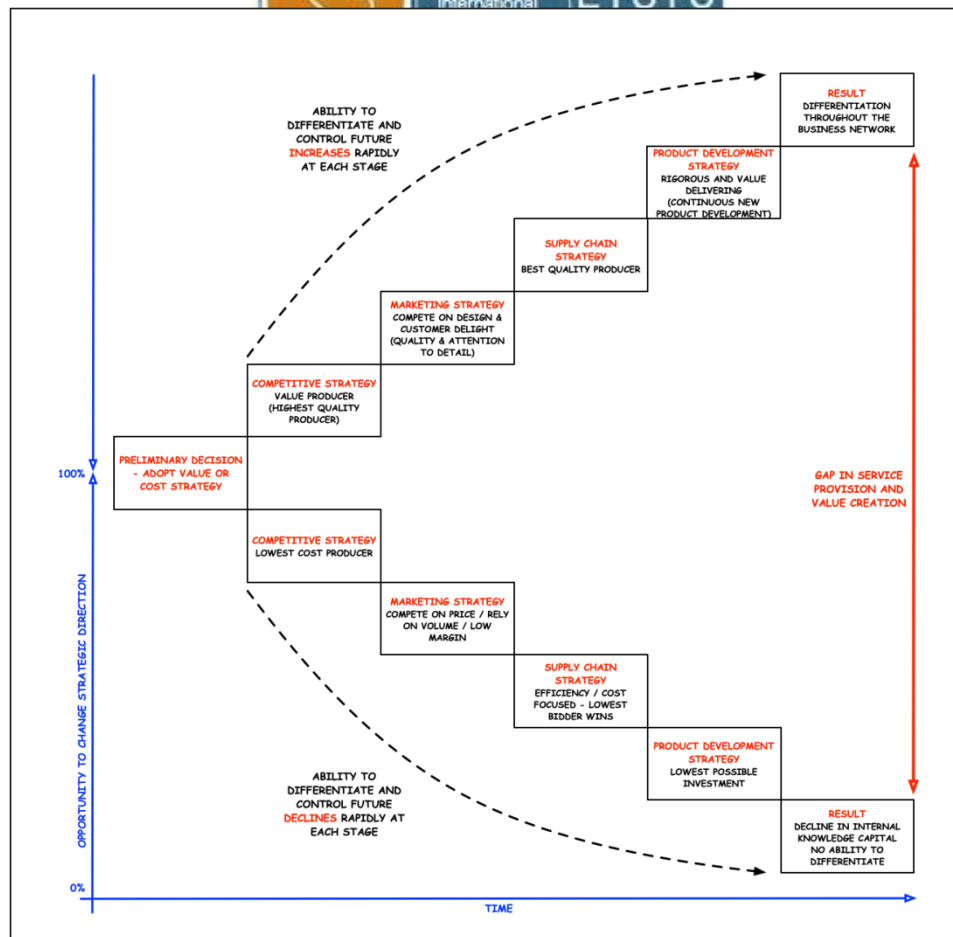 International
ABILITY TO
DIFFERENTIATE AND
CONTROL FUTURE
INCREASES RAPIDLY
AT EACH STAGE
RESULT
DIFFERENTIATION
THROUGHOUT THE
BUSINESS NETWORK
PRODUCT DEVELOPMENT
STRATEGY
RIGOROUS AND VALUE
DELIVERING
(CONTINUOUS NEW
PRODUCT DEVELOPMENT)
SUPPLY CHAIN
STRATEGY
BEST QUALITY PRODUCER
MARKETING STRATEGY
COMPETE ON DESIGN &
CUSTOMER DELIGHT
(QUALITY & ATTENTION
TO DETAIL)
COMPETITIVE STRATEGY
VALUE PRODUCER
(HIGHEST QUALITY
PRODUCER)
PRELIMINARY DECISION
- ADOPT VALUE OR
COST STRATEGY
100%
GAP IN SERVICE
PROVISION AND
VALUE CREATION
COMPETITIVE STRATEGY
LOWEST COST PRODUCER
MARKETING STRATEGY
COMPETE ON PRICE / RELY
ON VOLUME / LOW
MARGIN
SUPPLY CHAIN
STRATEGY
EFFICIENCY / COST
FOCUSED - LOWEST
BIDDER WINS
PRODUCT DEVELOPMENT
STRATEGY
LOWEST POSSIBLE
INVESTMENT
ABILITY TO
DIFFERENTIATE AND
CONTROL FUTURE
DECLINES RAPIDLY AT
EACH STAGE
RESULT
DECLINE IN INTERNAL
KNOWLEDGE CAPITAL
NO ABILITY TO
DIFFERENTIATE
OPPORTUNITY TO CHANGE STRATEGIC DIRECTION
0%
TIME